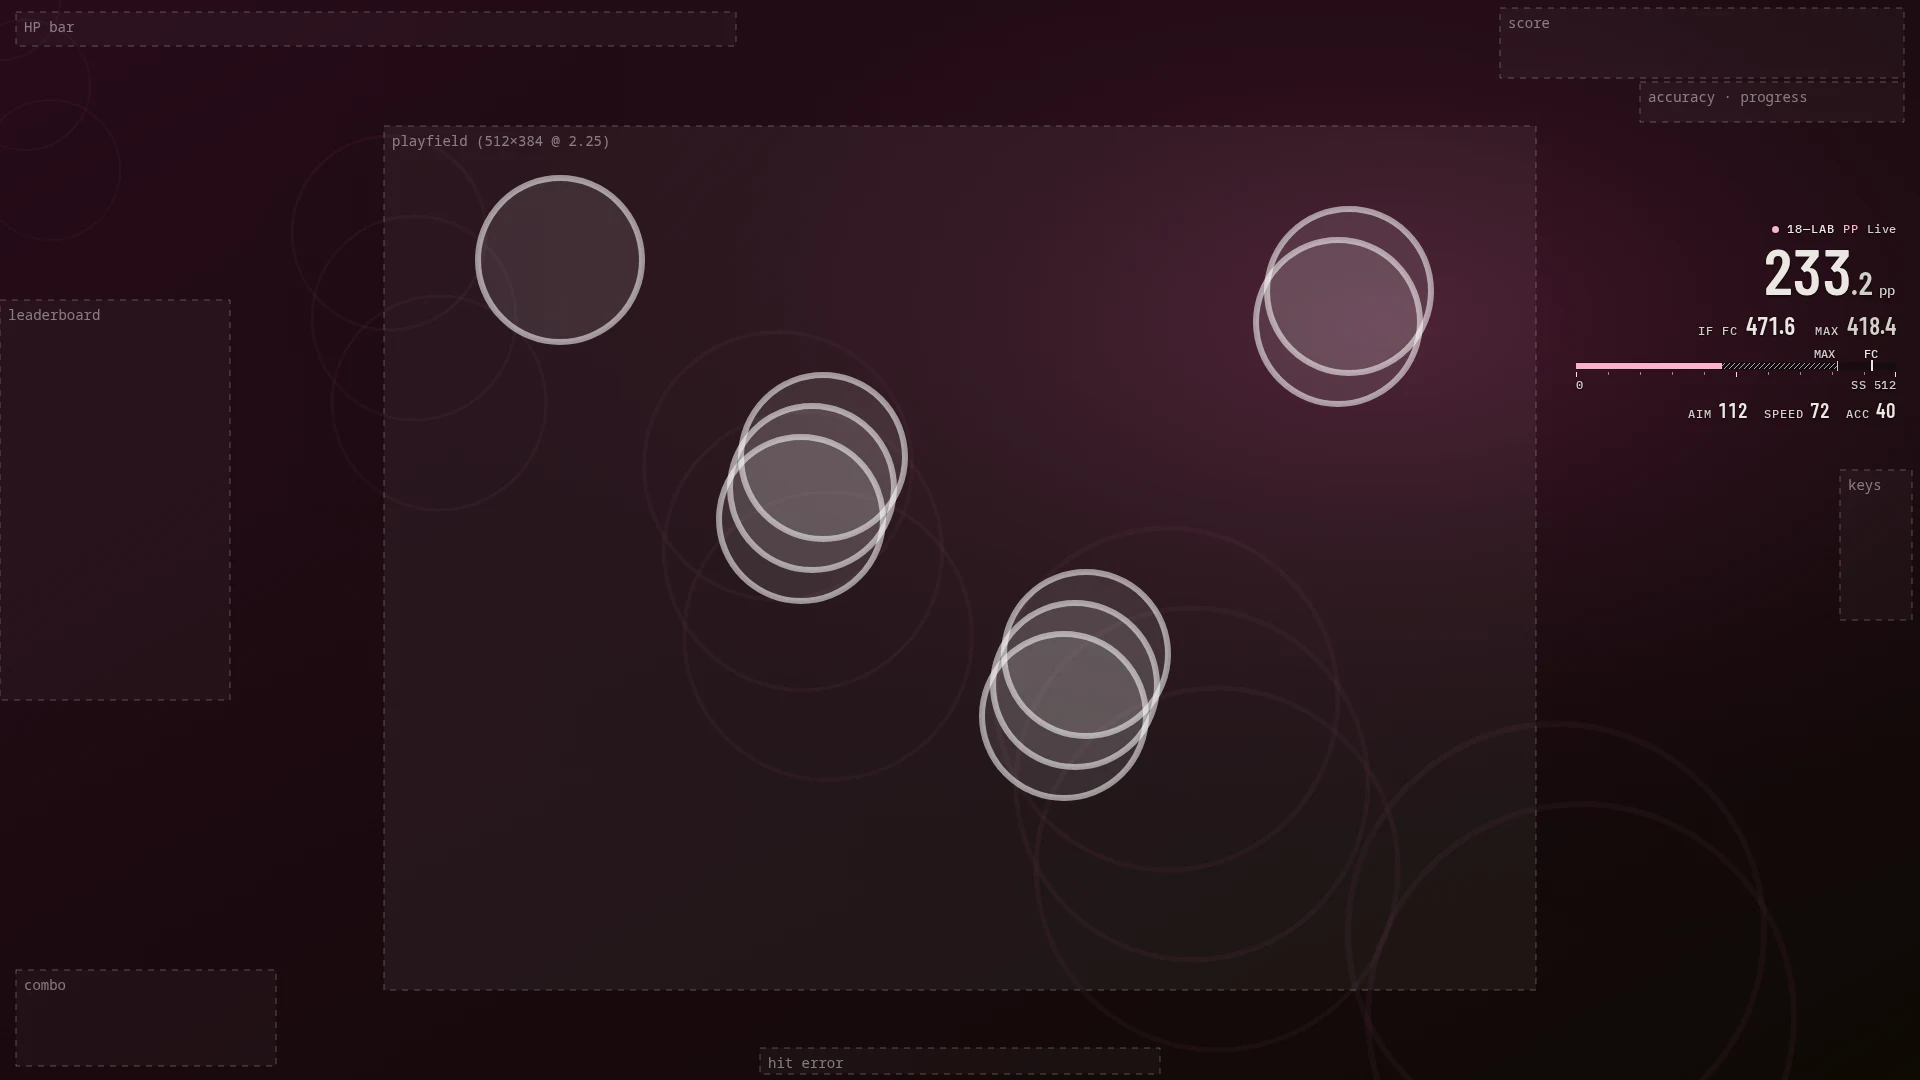 HP bar
score
accuracy · progress
playfield (512×384 @ 2.25)
18—LAB PP Live
233.2 pp
leaderboard
IF FC 471.6 MAX 418.4
MAX FC
0 SS 512
AIM 112 SPEED 72 ACC 40
keys
combo
hit error